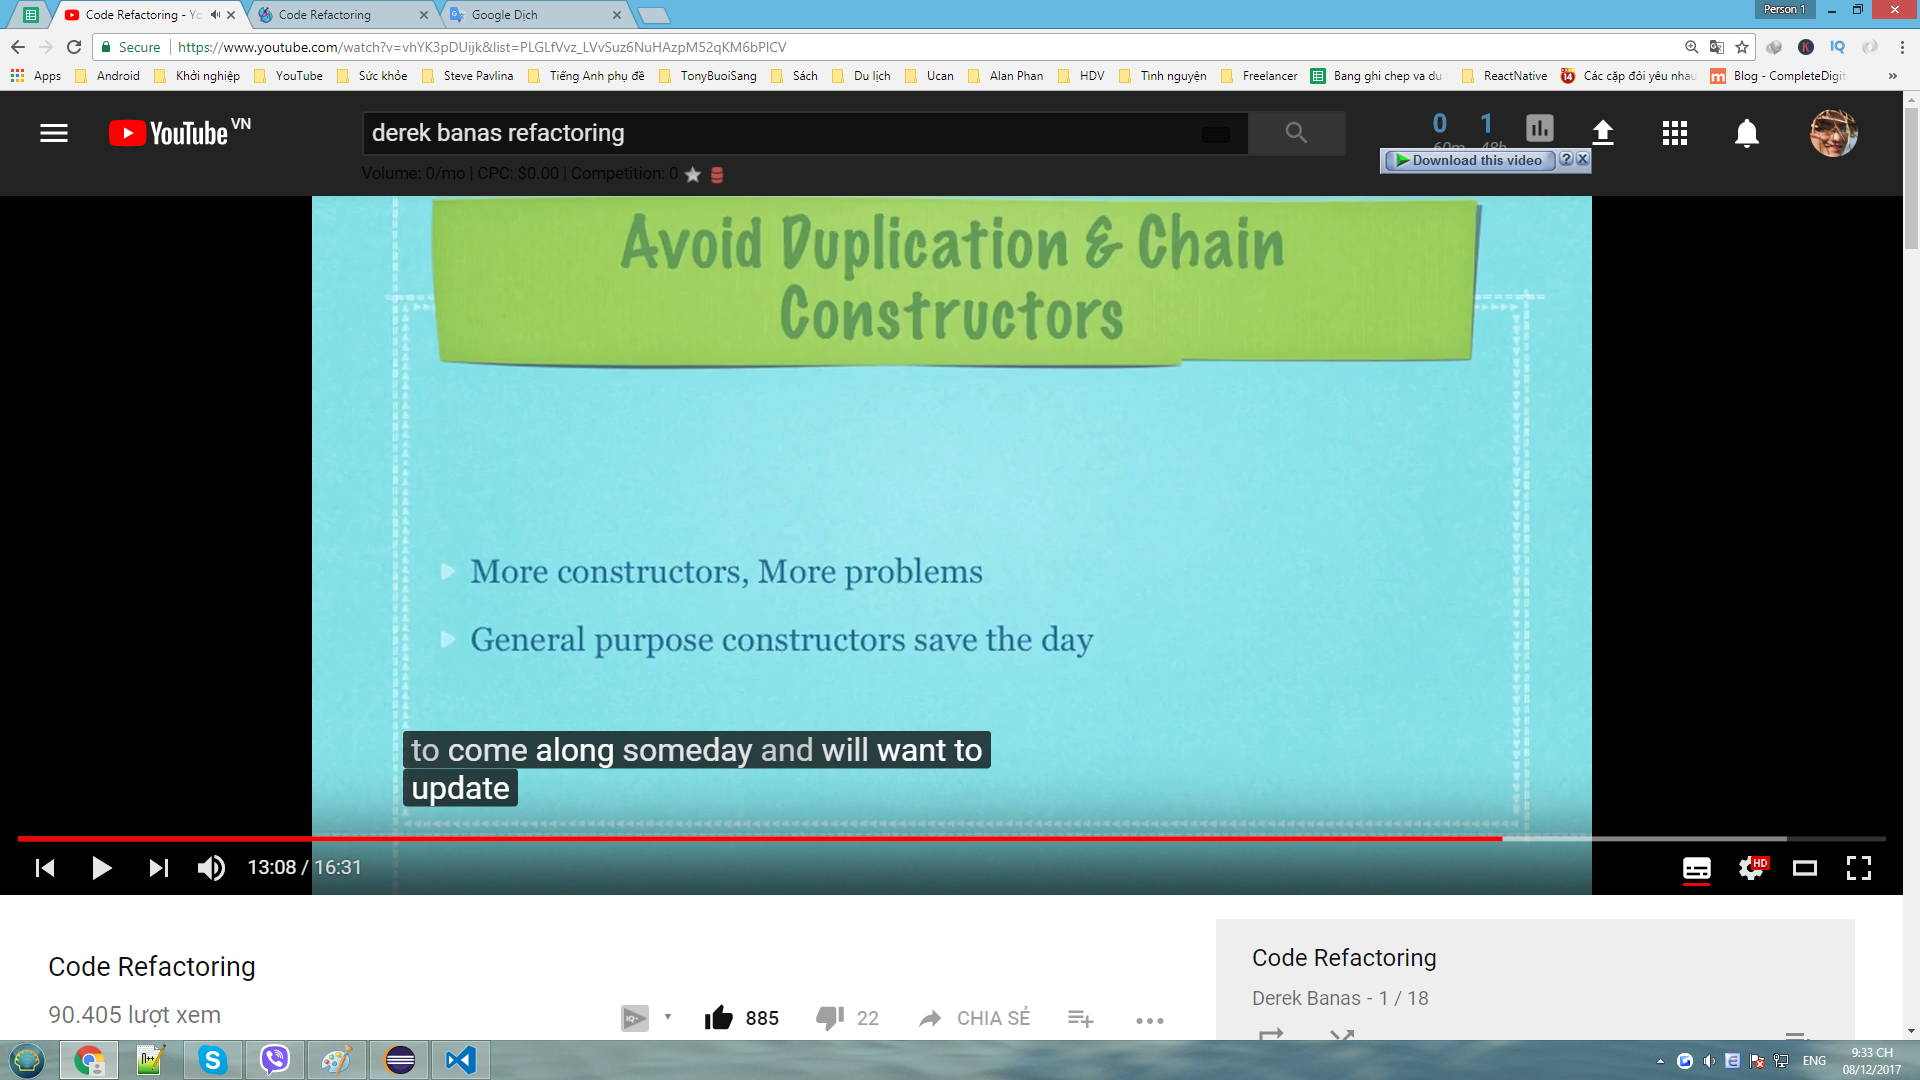 Code Refactoring - Yo
Code Refactoring
Google Dịch
Person 1
Secure
https://www.youtube.com/watch?v=vhYK3pDUijk&list=PLGLfVvz_LVvSuz6NuHAzpM52qKM6bPlCV
Apps
Android
Khởi nghiệp
YouTube
Sức khỏe
Steve Pavlina
Tiếng Anh phụ đề
TonyBuoiSang
Sách
Du lịch
Ucan
Alan Phan
HDV
Tình nguyện
Freelancer
Bang ghi chep va du
ReactNative
Các cặp đôi yêu nhau
Blog - CompleteDigit
YouTube VN
derek banas refactoring
0 1
60m 48h
Download this video
Volume: 0/mo | CPC: $0.00 | Competition: 0
Avoid Duplication & Chain
Constructors
More constructors, More problems
General purpose constructors save the day
to come along someday and will want to
update
13:08 / 16:31
HD
Code Refactoring
90.405 lượt xem
885
22
CHIA SẺ
Code Refactoring
Derek Banas - 1 / 18
ENG
9:33 CH
08/12/2017